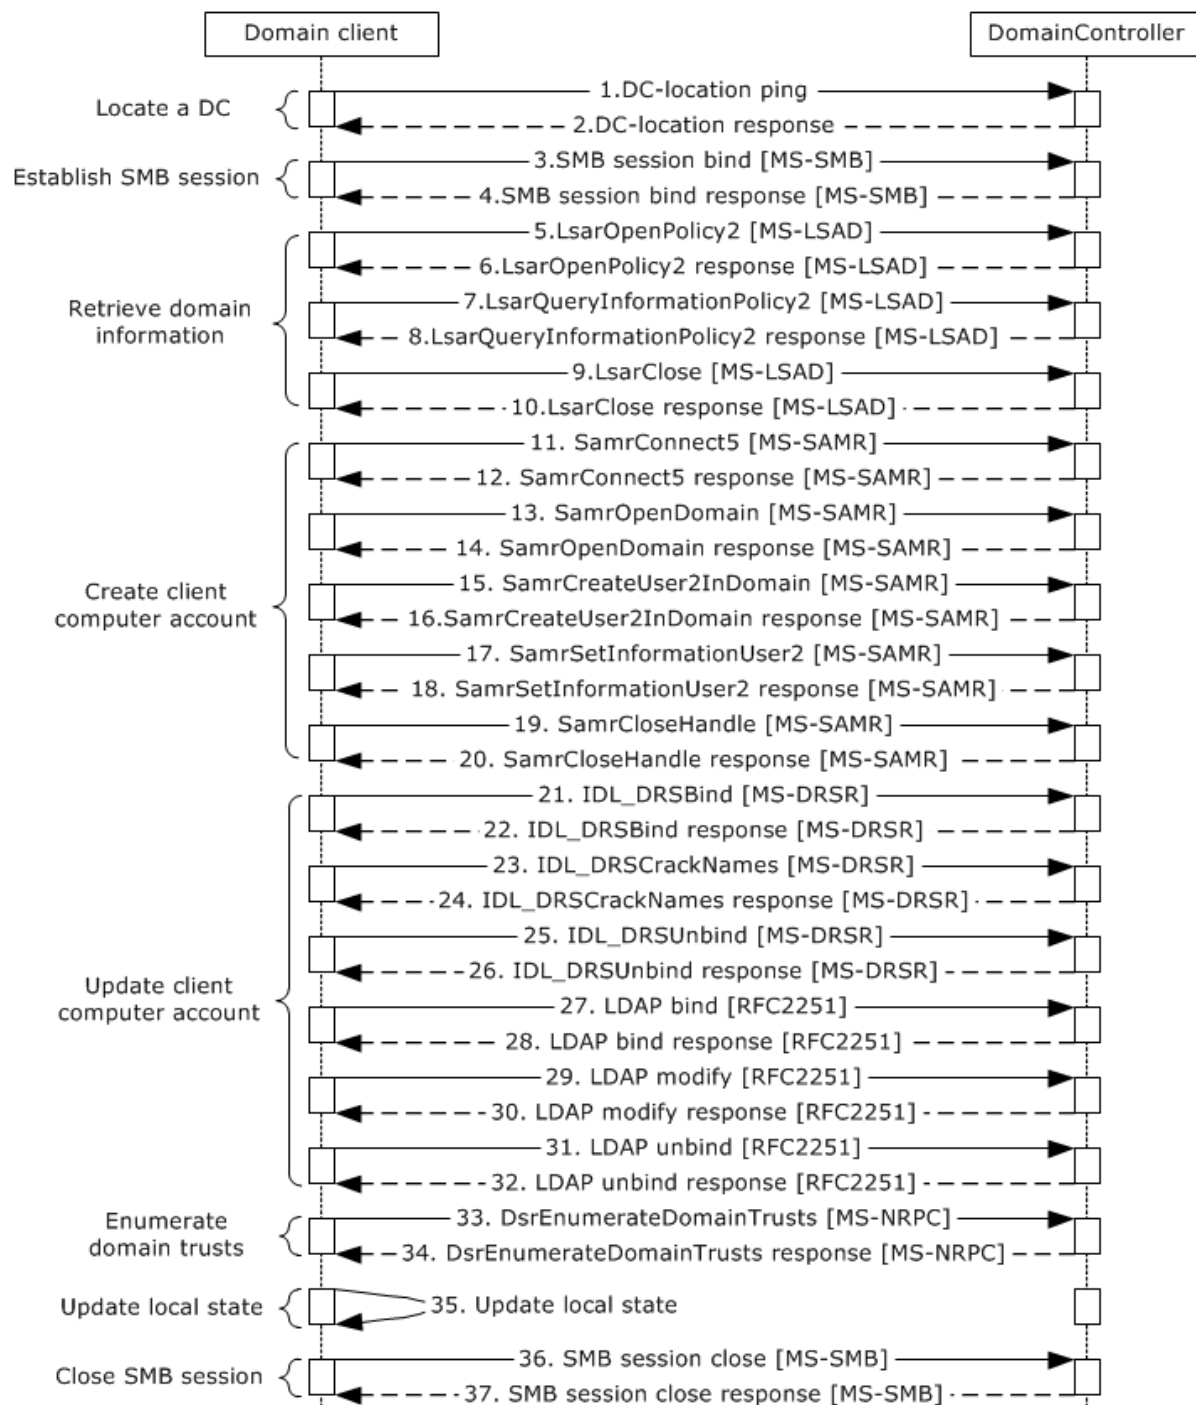 Domain client
DomainController
Locate a DC
1.DC-location ping
2.DC-location response
Establish SMB session
3.SMB session bind [MS-SMB]
4.SMB session bind response [MS-SMB]
Retrieve domain
information
5.LsarOpenPolicy2 [MS-LSAD]
6.LsarOpenPolicy2 response [MS-LSAD]
7.LsarQueryInformationPolicy2 [MS-LSAD]
8.LsarQueryInformationPolicy2 response [MS-LSAD]
9.LsarClose [MS-LSAD]
10.LsarClose response [MS-LSAD]
Create client
computer account
11. SamrConnect5 [MS-SAMR]
12. SamrConnect5 response [MS-SAMR]
13. SamrOpenDomain [MS-SAMR]
14. SamrOpenDomain response [MS-SAMR]
15. SamrCreateUser2InDomain [MS-SAMR]
16.SamrCreateUser2InDomain response [MS-SAMR]
17. SamrSetInformationUser2 [MS-SAMR]
18. SamrSetInformationUser2 response [MS-SAMR]
19. SamrCloseHandle [MS-SAMR]
20. SamrCloseHandle response [MS-SAMR]
Update client
computer account
21. IDL_DRSBind [MS-DRSR]
22. IDL_DRSBind response [MS-DRSR]
23. IDL_DRSCrackNames [MS-DRSR]
24. IDL_DRSCrackNames response [MS-DRSR]
25. IDL_DRSUnbind [MS-DRSR]
26. IDL_DRSUnbind response [MS-DRSR]
27. LDAP bind [RFC2251]
28. LDAP bind response [RFC2251]
29. LDAP modify [RFC2251]
30. LDAP modify response [RFC2251]
31. LDAP unbind [RFC2251]
32. LDAP unbind response [RFC2251]
Enumerate
domain trusts
33. DsrEnumerateDomainTrusts [MS-NRPC]
34. DsrEnumerateDomainTrusts response [MS-NRPC]
Update local state
35. Update local state
Close SMB session
36. SMB session close [MS-SMB]
37. SMB session close response [MS-SMB]